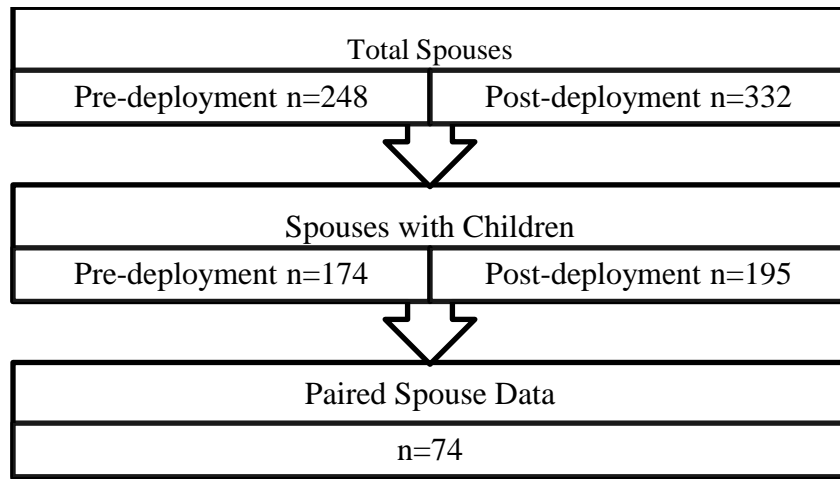 Total Spouses
Pre-deployment n=248
Post-deployment n=332
Spouses with Children
Pre-deployment n=174
Post-deployment n=195
Paired Spouse Data
n=74